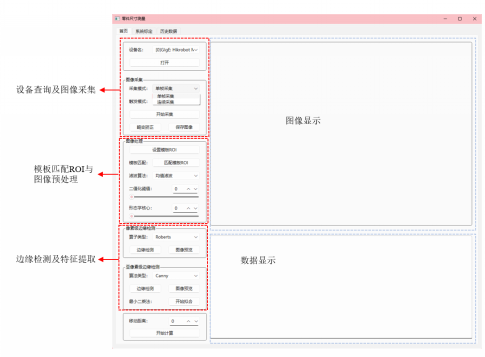 零件尺寸测量
首页 系统标定 历史数据
设备名: (0)GigE: Hikrobot M
打开
图像采集
采集模式: 单帧采集
单帧采集
触发模式: 连续采集
开始采集
畸变矫正 保存图像
图像处理
设置模板ROI
模板匹配: 匹配模板ROI
滤波算法: 均值滤波
二值化阈值: 0
形态学核心: 0
像素级边缘检测
算子类型: Roberts
边缘检测 图像预览
亚像素级边缘检测
算法类型: Canny
边缘检测 图像预览
最小二乘法: 开始拟合
移动距离: 0
开始计算
设备查询及图像采集
模板匹配ROI与
图像预处理
边缘检测及特征提取
图像显示
数据显示